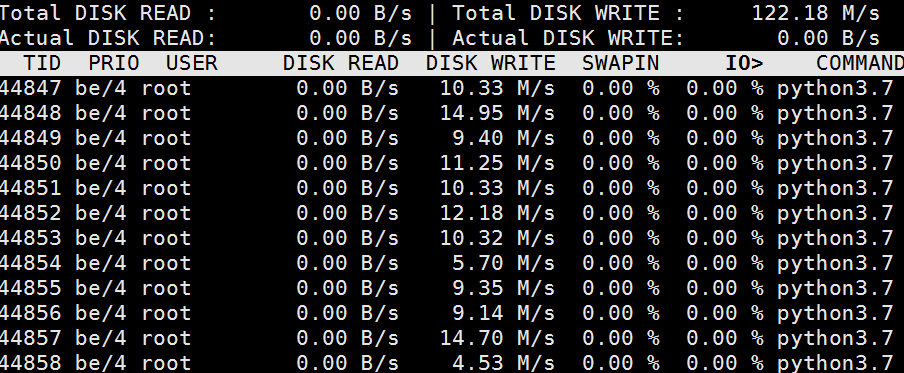 Total DISK READ : 0.00 B/s | Total DISK WRITE : 122.18 M/s
Actual DISK READ: 0.00 B/s | Actual DISK WRITE: 0.00 B/s
TID PRIO USER DISK READ DISK WRITE SWAPIN IO> COMMAND
44847 be/4 root 0.00 B/s 10.33 M/s 0.00 % 0.00 % python3.7
44848 be/4 root 0.00 B/s 14.95 M/s 0.00 % 0.00 % python3.7
44849 be/4 root 0.00 B/s 9.40 M/s 0.00 % 0.00 % python3.7
44850 be/4 root 0.00 B/s 11.25 M/s 0.00 % 0.00 % python3.7
44851 be/4 root 0.00 B/s 10.33 M/s 0.00 % 0.00 % python3.7
44852 be/4 root 0.00 B/s 12.18 M/s 0.00 % 0.00 % python3.7
44853 be/4 root 0.00 B/s 10.32 M/s 0.00 % 0.00 % python3.7
44854 be/4 root 0.00 B/s 5.70 M/s 0.00 % 0.00 % python3.7
44855 be/4 root 0.00 B/s 9.35 M/s 0.00 % 0.00 % python3.7
44856 be/4 root 0.00 B/s 9.14 M/s 0.00 % 0.00 % python3.7
44857 be/4 root 0.00 B/s 14.70 M/s 0.00 % 0.00 % python3.7
44858 be/4 root 0.00 B/s 4.53 M/s 0.00 % 0.00 % python3.7